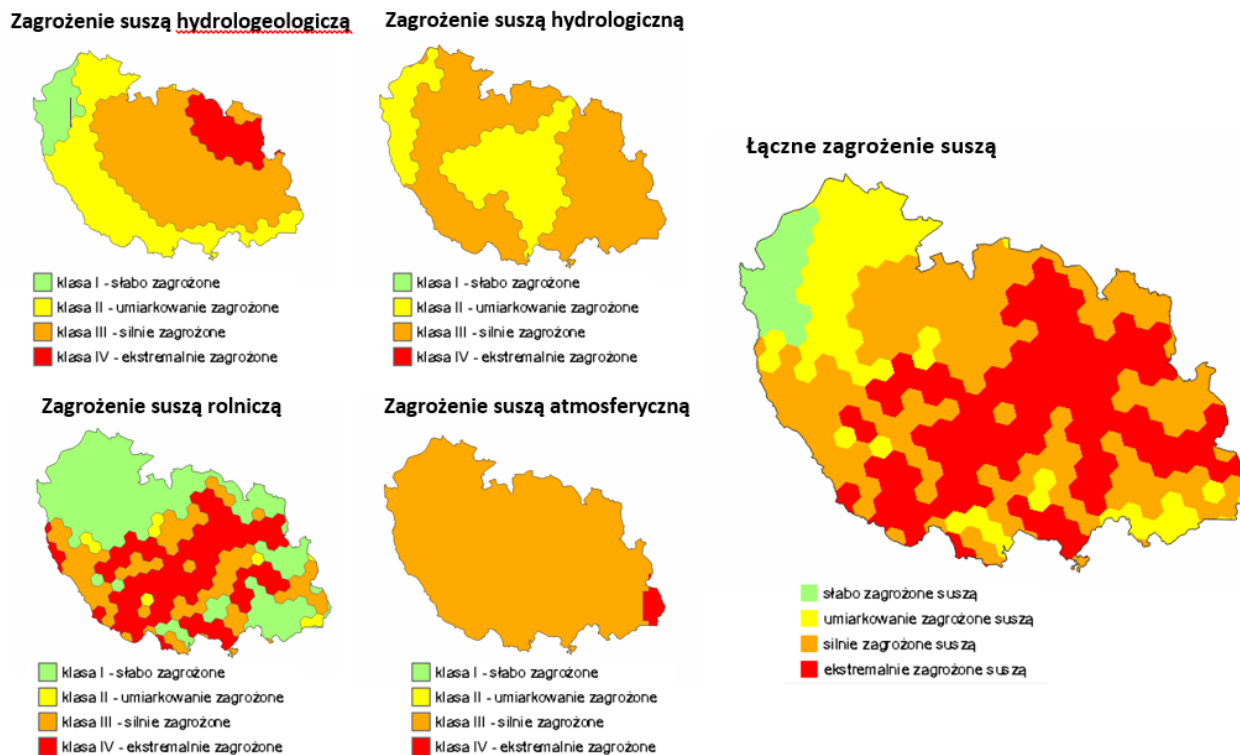 Zagrożenie suszą hydrologeologiczą
klasa I - słabo zagrożone
klasa II - umiarkowanie zagrożone
klasa III - silnie zagrożone
klasa IV - ekstremalnie zagrożone
Zagrożenie suszą hydrologiczną
klasa I - słabo zagrożone
klasa II - umiarkowanie zagrożone
klasa III - silnie zagrożone
klasa IV - ekstremalnie zagrożone
Zagrożenie suszą rolniczą
klasa I - słabo zagrożone
klasa II - umiarkowanie zagrożone
klasa III - silnie zagrożone
klasa IV - ekstremalnie zagrożone
Zagrożenie suszą atmosferyczną
klasa I - słabo zagrożone
klasa II - umiarkowanie zagrożone
klasa III - silnie zagrożone
klasa IV - ekstremalnie zagrożone
Łączne zagrożenie suszą
słabo zagrożone suszą
umiarkowanie zagrożone suszą
silnie zagrożone suszą
ekstremalnie zagrożone suszą